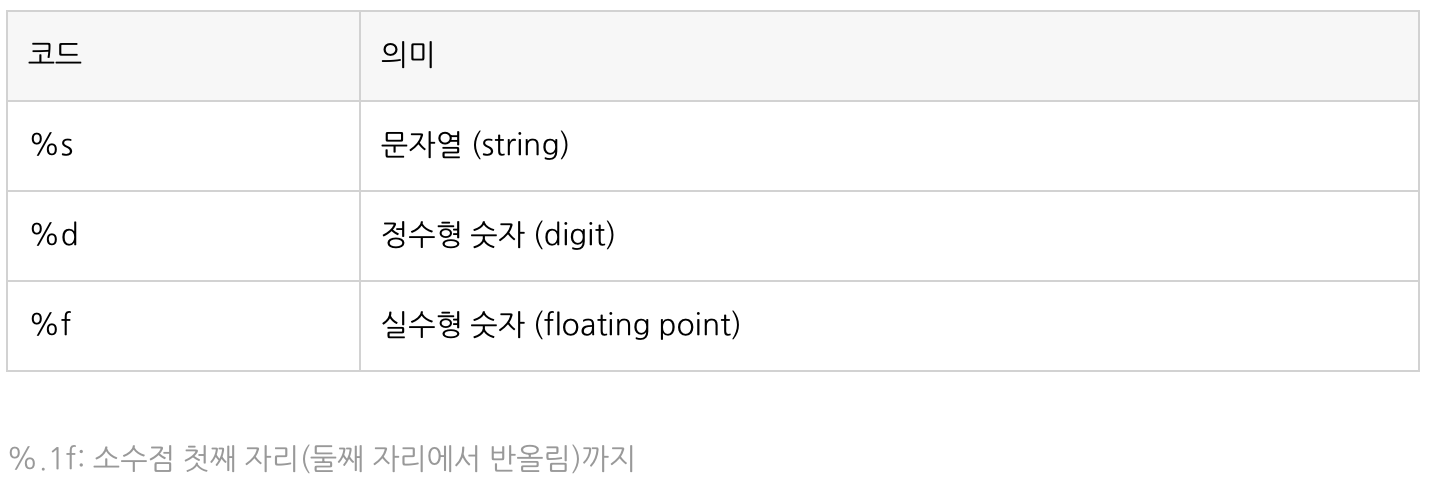 코드 의미
%s 문자열 (string)
%d 정수형 숫자 (digit)
%f 실수형 숫자 (floating point)
%.1f: 소수점 첫째 자리(둘째 자리에서 반올림)까지